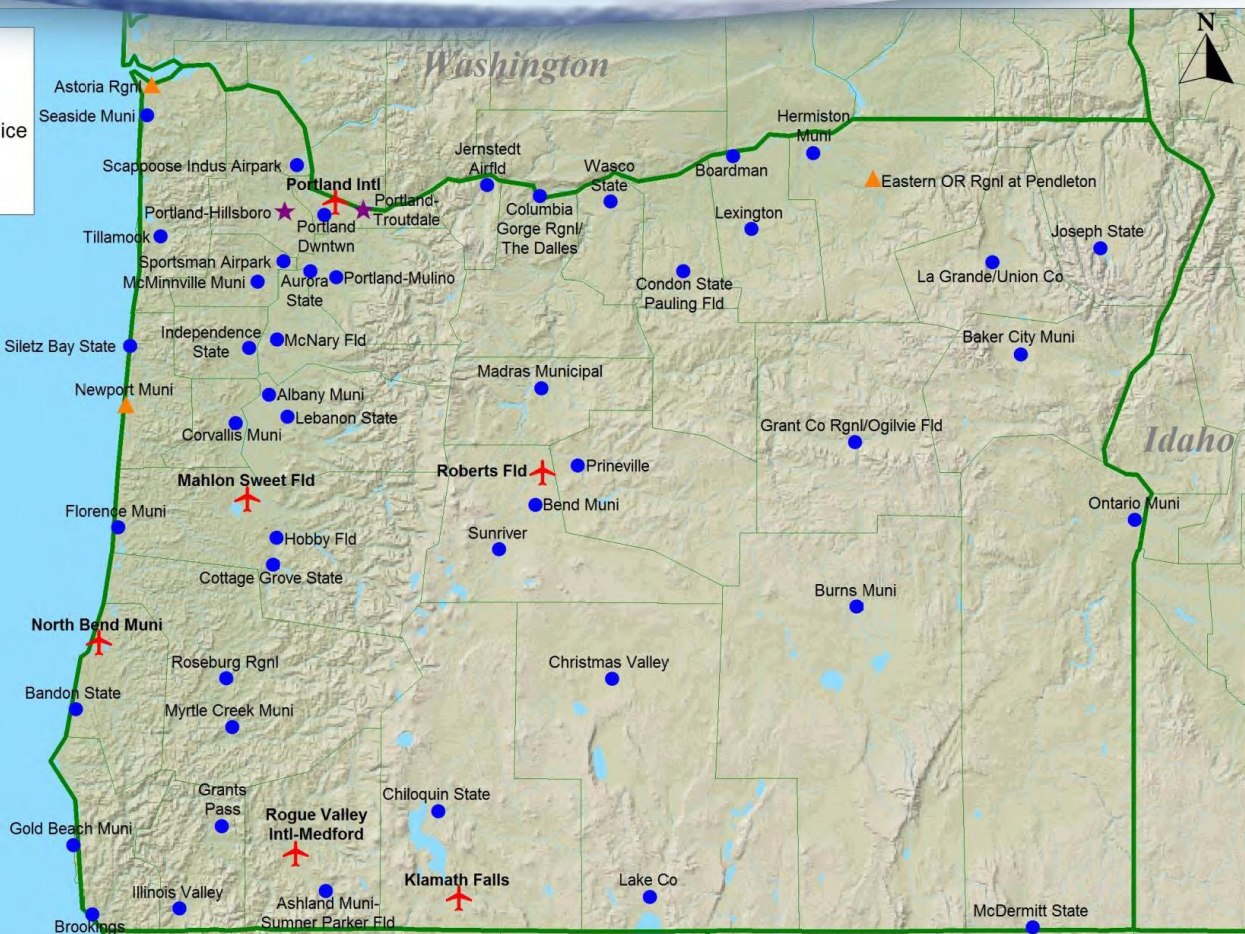 N
Washington
Idaho
ice
Astoria Rgnl
Seaside Muni
Scappoose Indus Airpark
Portland Intl
Portland-Hillsboro
Portland-
Troutdale
Portland
Dwntwn
Tillamook
Sportsman Airpark
McMinnville Muni
Aurora
State
Portland-Mulino
Jernstedt
Airfld
Columbia
Gorge Rgnl/
The Dalles
Wasco
State
Boardman
Hermiston
Muni
Eastern OR Rgnl at Pendleton
Lexington
Joseph State
La Grande/Union Co
Condon State
Pauling Fld
Independence
State
McNary Fld
Siletz Bay State
Baker City Muni
Newport Muni
Albany Muni
Lebanon State
Corvallis Muni
Madras Municipal
Grant Co Rgnl/Ogilvie Fld
Mahlon Sweet Fld
Roberts Fld
Prineville
Bend Muni
Florence Muni
Hobby Fld
Sunriver
Cottage Grove State
Ontario Muni
Burns Muni
North Bend Muni
Roseburg Rgnl
Christmas Valley
Bandon State
Myrtle Creek Muni
Grants
Pass
Rogue Valley
Intl-Medford
Chiloquin State
Gold Beach Muni
Klamath Falls
Lake Co
Illinois Valley
Ashland Muni-
Sumner Parker Fld
Brookings
McDermitt State